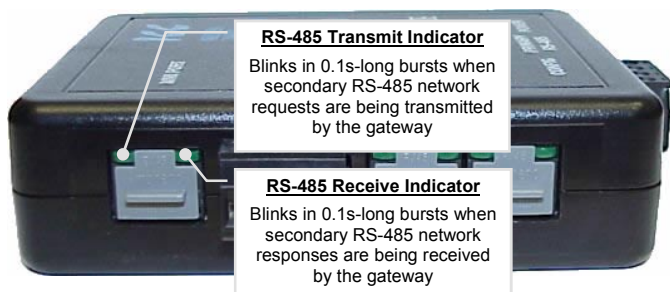 RS-485 Transmit Indicator
Blinks in 0.1s-long bursts when
secondary RS-485 network
requests are being transmitted
by the gateway
RS-485 Receive Indicator
Blinks in 0.1s-long bursts when
secondary RS-485 network
responses are being received
by the gateway